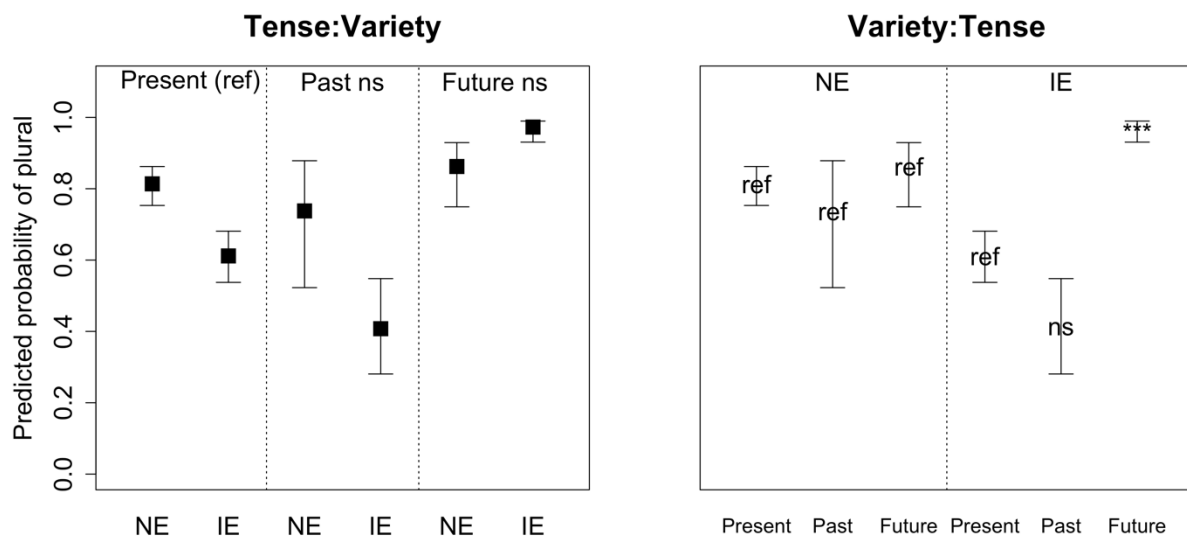 Tense:Variety
Present (ref) Past ns Future ns
Predicted probability of plural
1.0
0.8
0.6
0.4
0.2
0.0
NE IE NE IE NE IE
Variety:Tense
NE IE
ref ref ref ref ns ***
Present Past Future Present Past Future